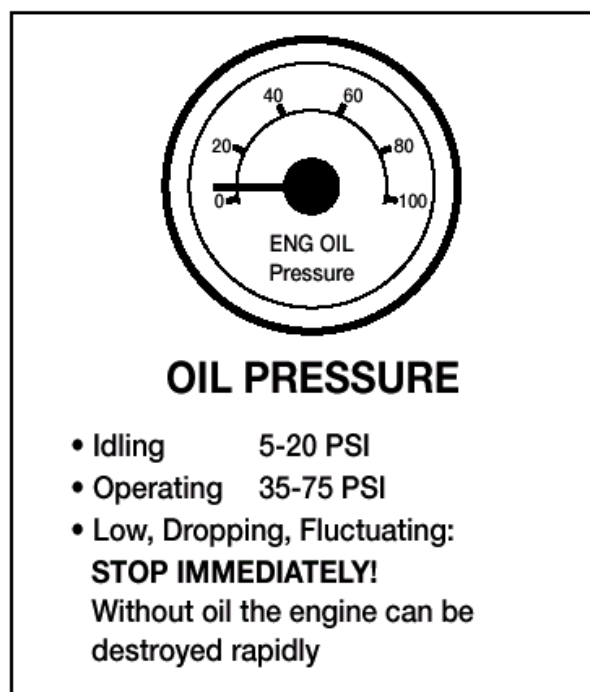 40 60
20 80
0 100
ENG OIL
Pressure
OIL PRESSURE
• Idling 5-20 PSI
• Operating 35-75 PSI
• Low, Dropping, Fluctuating:
STOP IMMEDIATELY!
Without oil the engine can be
destroyed rapidly